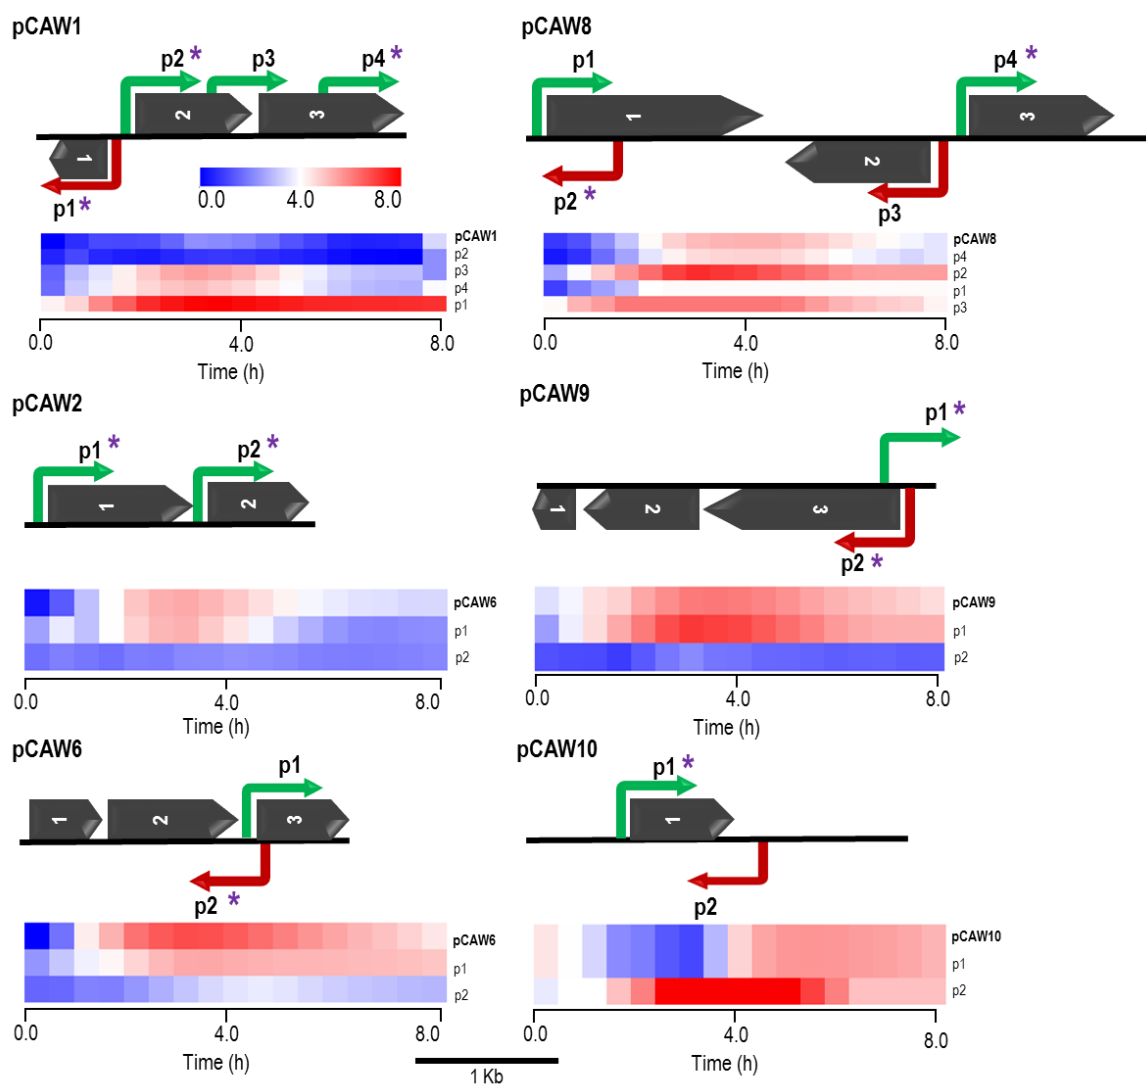 pCAW1
p2 *
p3
p4 *
2
3
1
p1 *
0.0 4.0 8.0
pCAW1
p2
p3
p4
p1
0.0 4.0 8.0
Time (h)
pCAW8
p1
p4 *
1
3
2
p2 *
p3
pCAW8
p4
p2
p1
p3
0.0 4.0 8.0
Time (h)
pCAW2
p1 *
p2 *
1
2
pCAW6
p1
p2
0.0 4.0 8.0
Time (h)
pCAW9
p1 *
1
2
3
p2 *
pCAW9
p1
p2
0.0 4.0 8.0
Time (h)
pCAW6
p1
1
2
3
p2 *
pCAW6
p1
p2
0.0 4.0 8.0
Time (h)
pCAW10
p1 *
1
p2
pCAW10
p1
p2
0.0 4.0 8.0
Time (h)
1 Kb